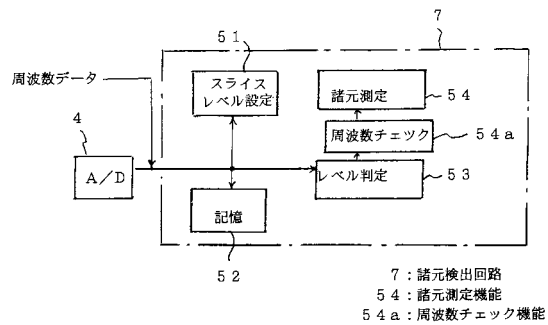 7
51
周波数データ
スライス
レベル設定
諸元測定
54
周波数チェック
54a
4
A/D
レベル判定
53
記憶
52
7:諸元検出回路
54:諸元測定機能
54a:周波数チェック機能